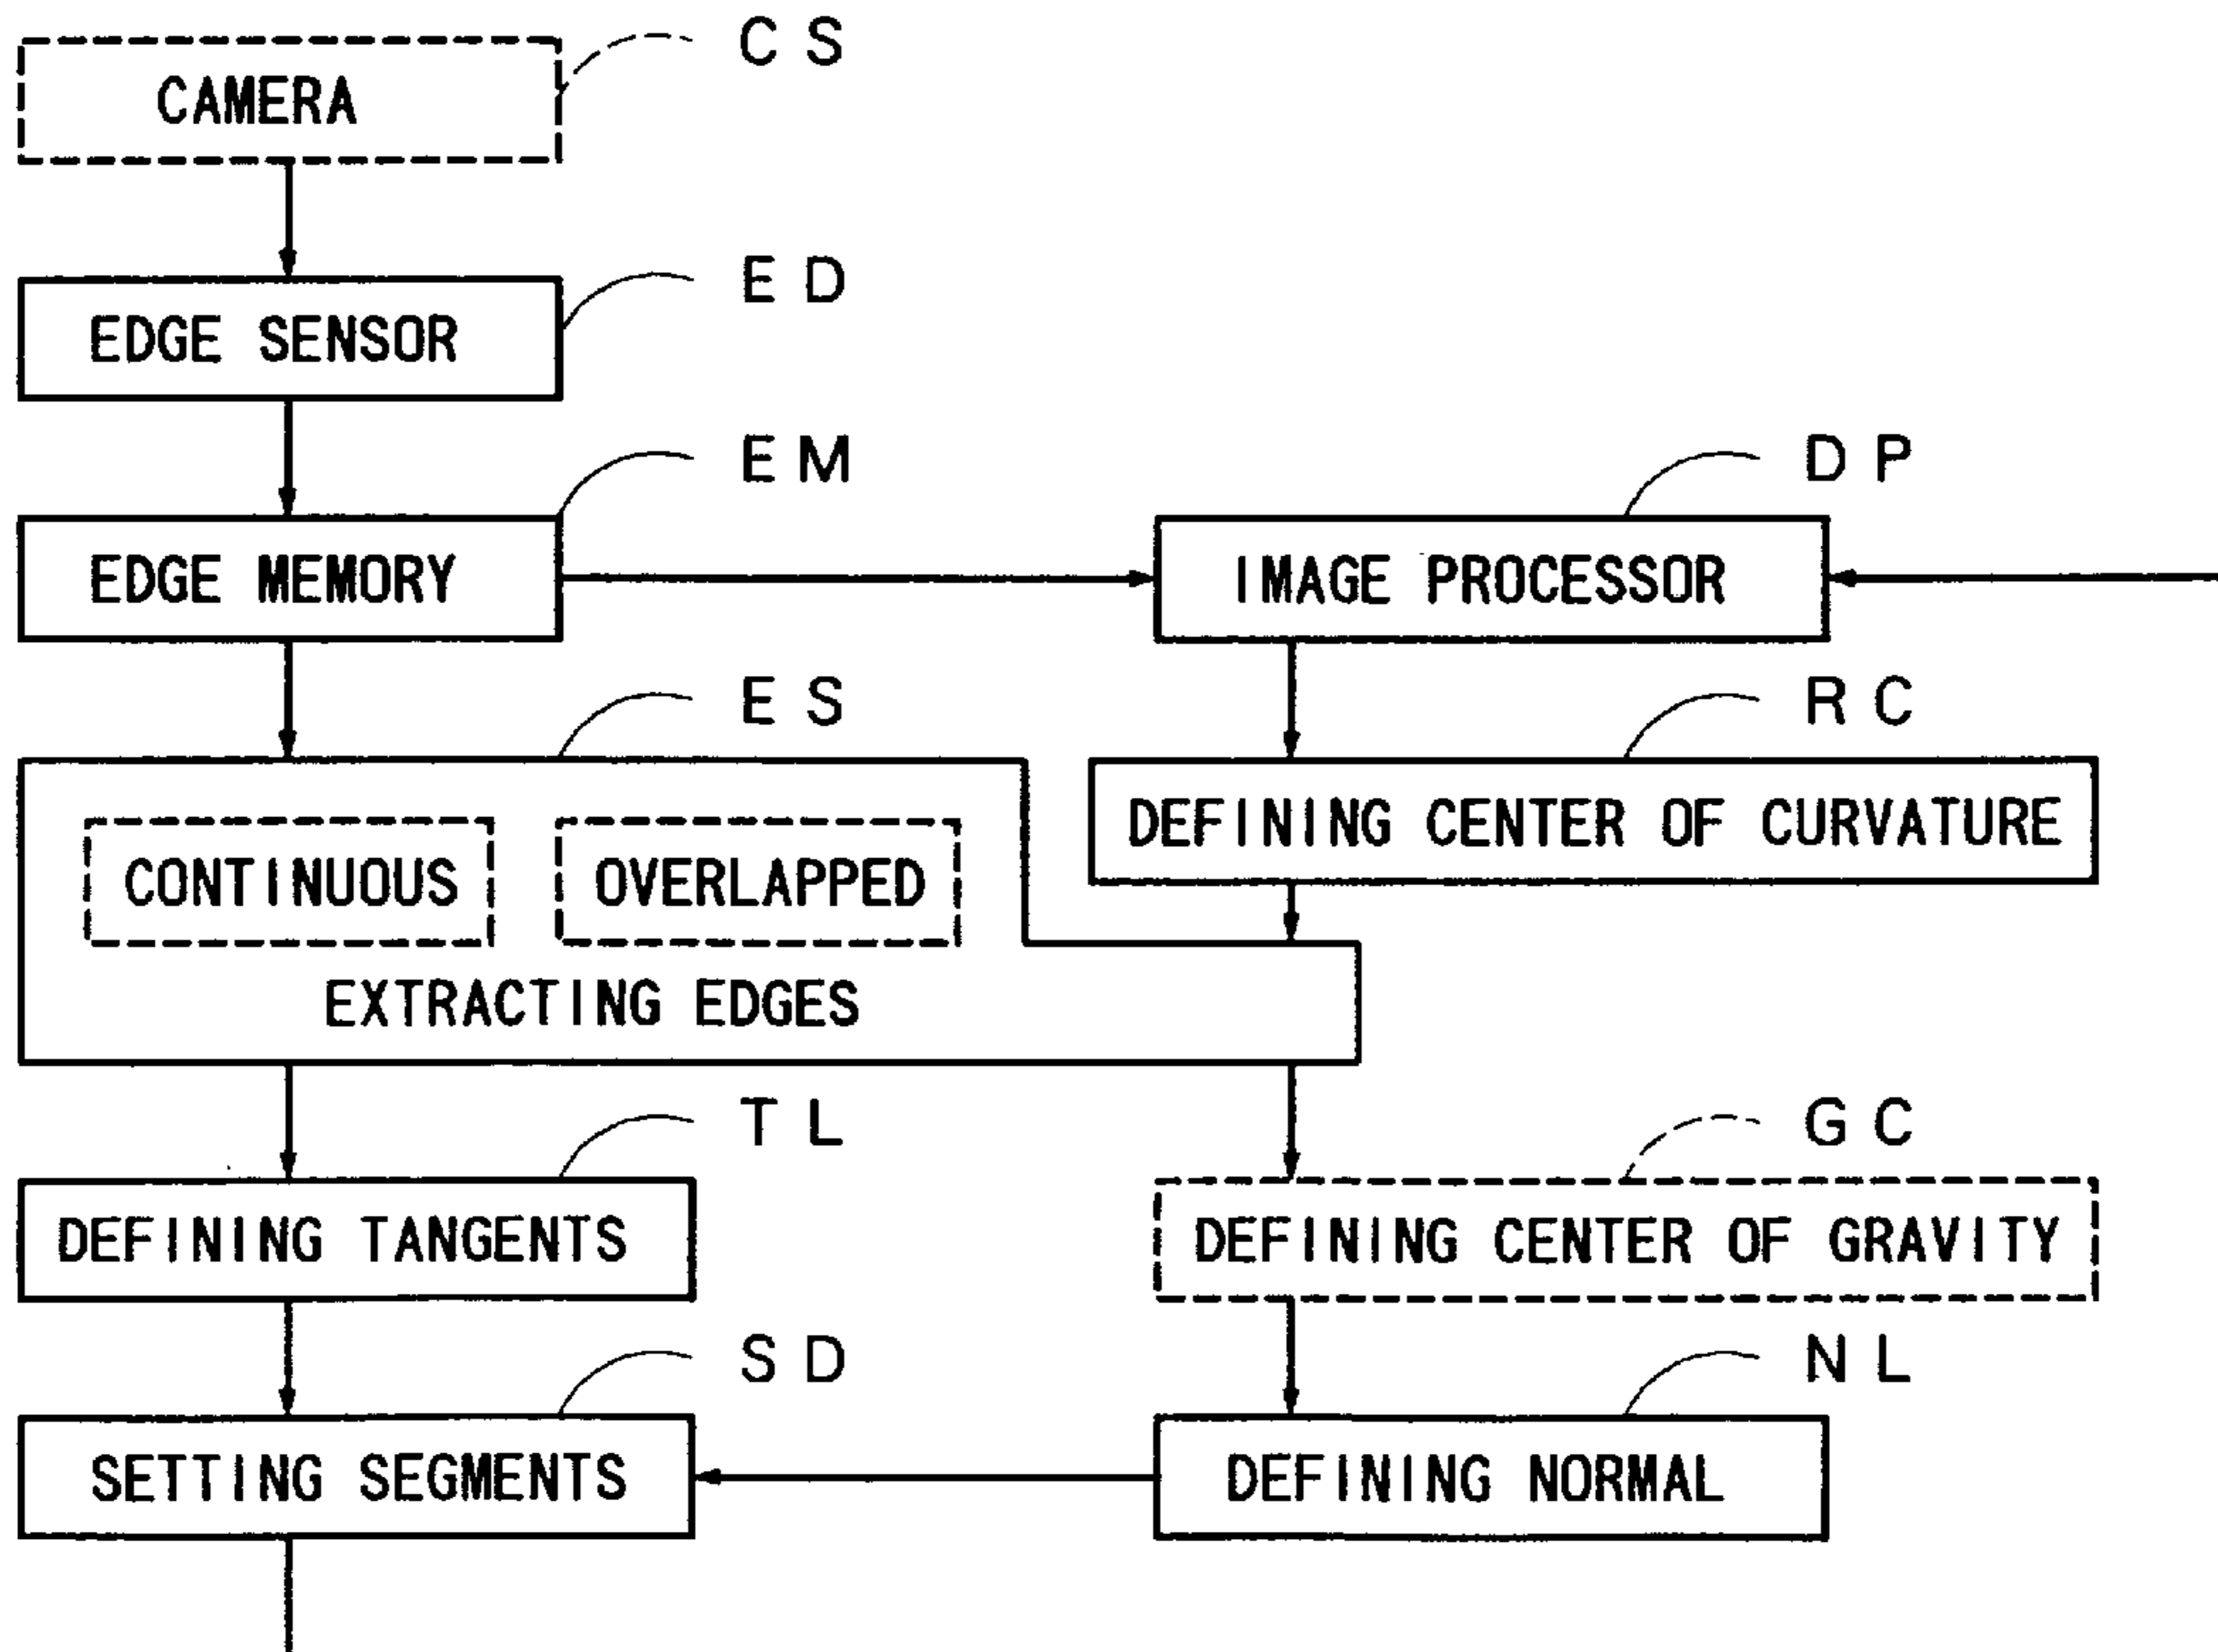 CAMERA
C S
EDGE SENSOR
E D
EDGE MEMORY
E M
IMAGE PROCESSOR
D P
E S
CONTINUOUS
OVERLAPPED
EXTRACTING EDGES
DEFINING CENTER OF CURVATURE
R C
DEFINING TANGENTS
T L
DEFINING CENTER OF GRAVITY
G C
SETTING SEGMENTS
S D
DEFINING NORMAL
N L